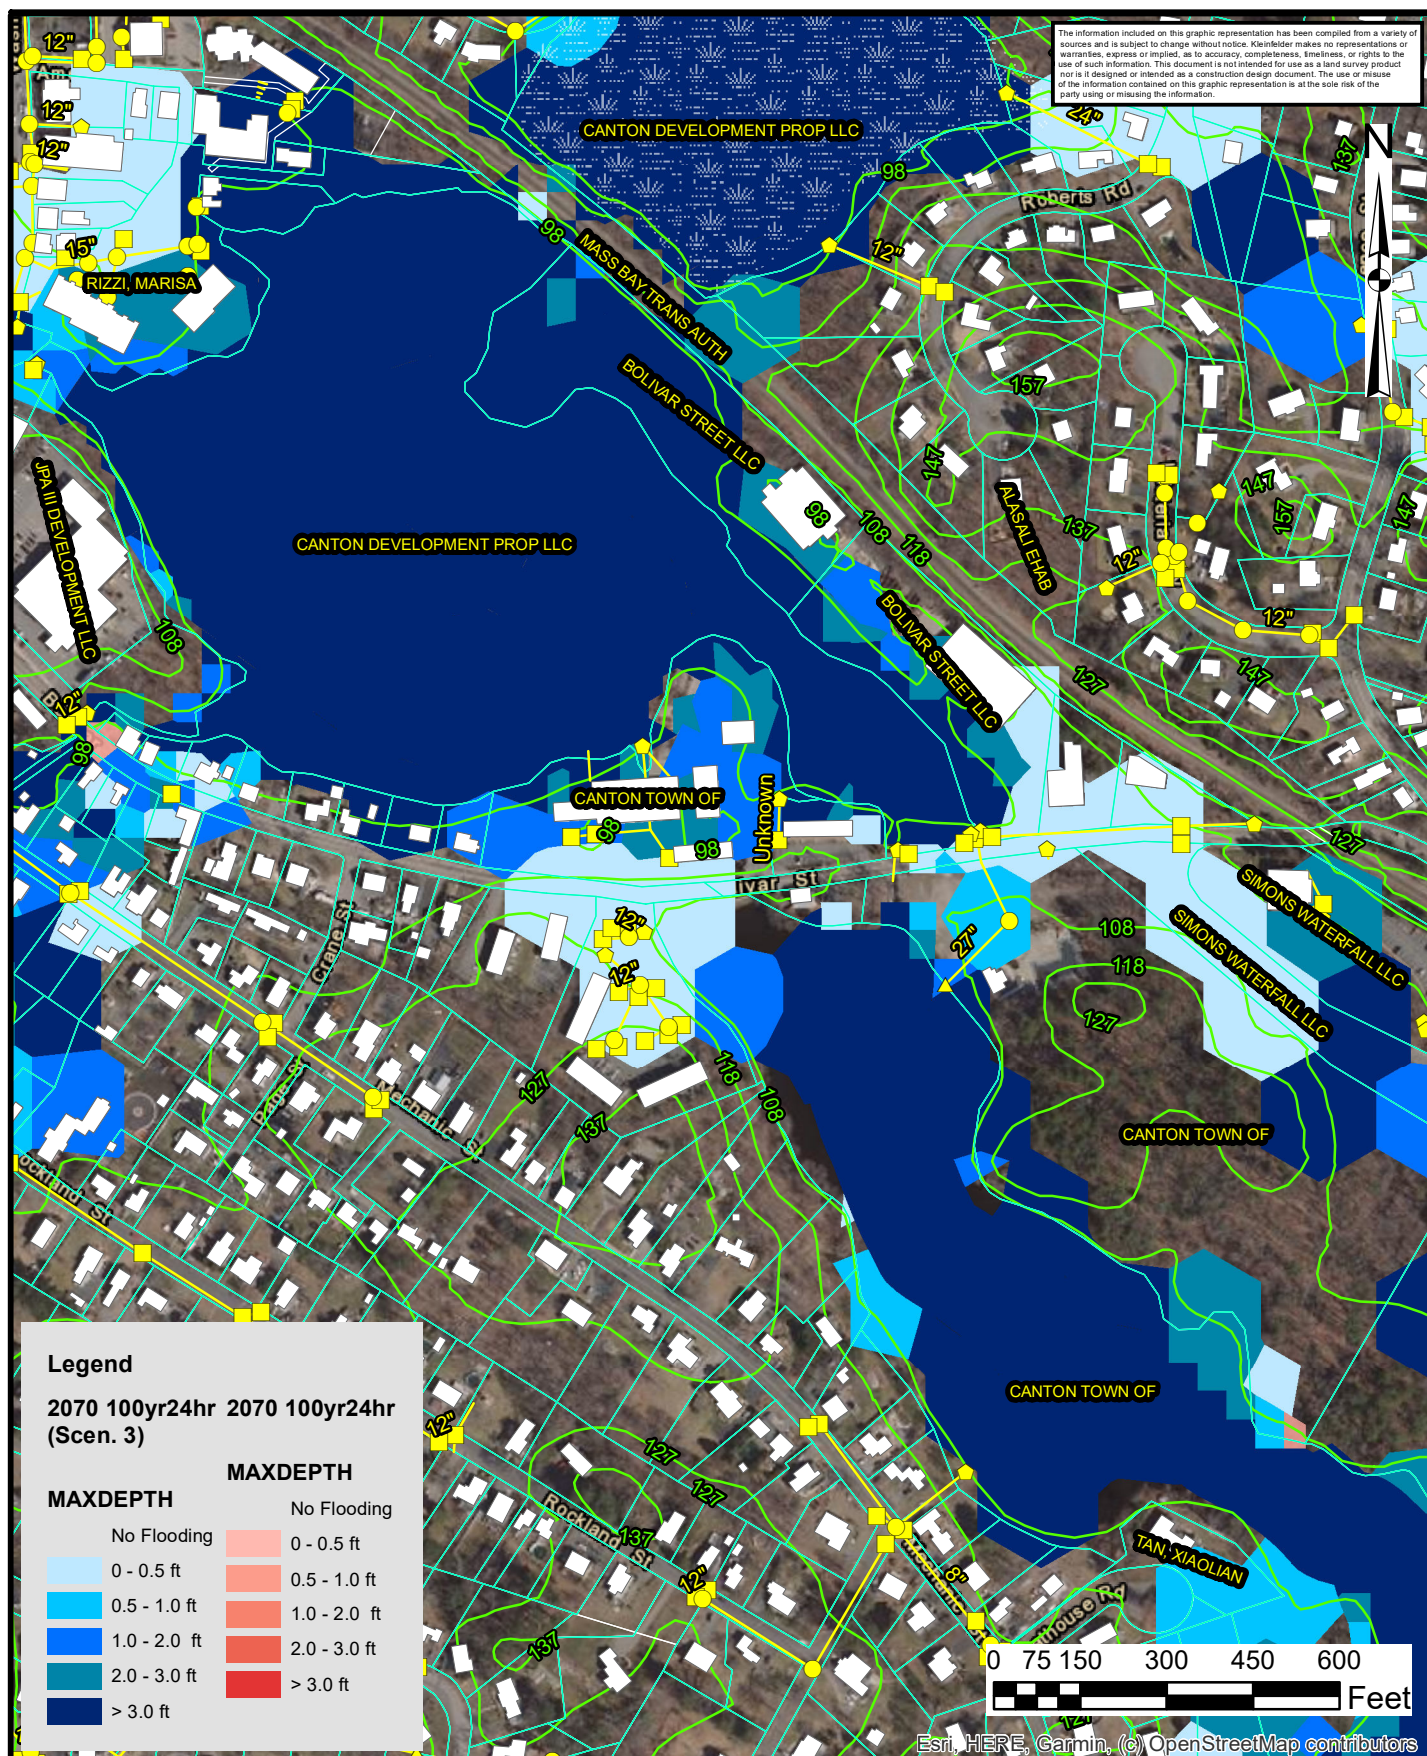 The information included on this graphic representation has been compiled from a variety of
sources and is subject to change without notice. Kleinfelder makes no representations or
warranties, express or implied, as to accuracy, completeness, timeliness, or rights to the
use of such information. This document is not intended for use as a land survey product
nor is it designed or intended as a construction design document. The use or misuse
of the information contained on this graphic representation is at the sole risk of the
party using or misusing the information.
12"
12"
12"
24"
137
N
CANTON DEVELOPMENT PROP LLC
98
Roberts Rd
98
15"
12"
RIZZI, MARISA
MASS BAY TRANS AUTH
BOLIVAR STREET LLC
157
147
147
157
147
JPA III DEVELOPMENT LLC
98
108
118
ALASALI EHAB
137
CANTON DEVELOPMENT PROP LLC
12"
12"
108
BOLIVAR STREET LLC
127
147
12"
98
CANTON TOWN OF
98
98
Unknown
127
livar St
SIMONS WATERFALL LLC
SIMONS WATERFALL LLC
Crane St
12"
27"
108
12"
118
127
Page St
Mechanic St
127
137
118
108
CANTON TOWN OF
ockland St
CANTON TOWN OF
12"
127
127
137
Rockland St
12"
Mechanic St
8"
TAN, XIAOLIAN
thouse Rd
137
127
Legend
2070 100yr24hr
(Scen. 3)
MAXDEPTH
No Flooding
0 - 0.5 ft
0.5 - 1.0 ft
1.0 - 2.0 ft
2.0 - 3.0 ft
> 3.0 ft
2070 100yr24hr
MAXDEPTH
No Flooding
0 - 0.5 ft
0.5 - 1.0 ft
1.0 - 2.0 ft
2.0 - 3.0 ft
> 3.0 ft
0 75 150 300 450 600
Feet
Esri, HERE, Garmin, (c) OpenStreetMap contributors